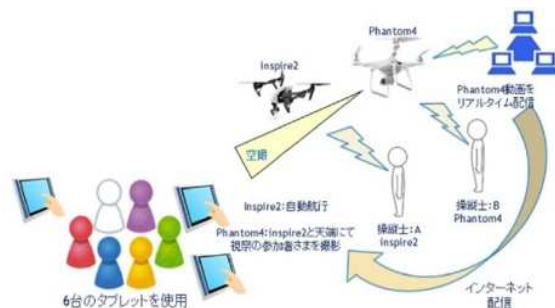 Phantom4
Inspire2
Phantom4動画を
リアルタイム配信
空撮
Inspire2:自動航行
Phantom4:inspire2と天端にて
視察の参加者さまを撮影
操縦士:A
inspire2
操縦士:B
Phantom4
インターネット
配信
6台のタブレットを使用